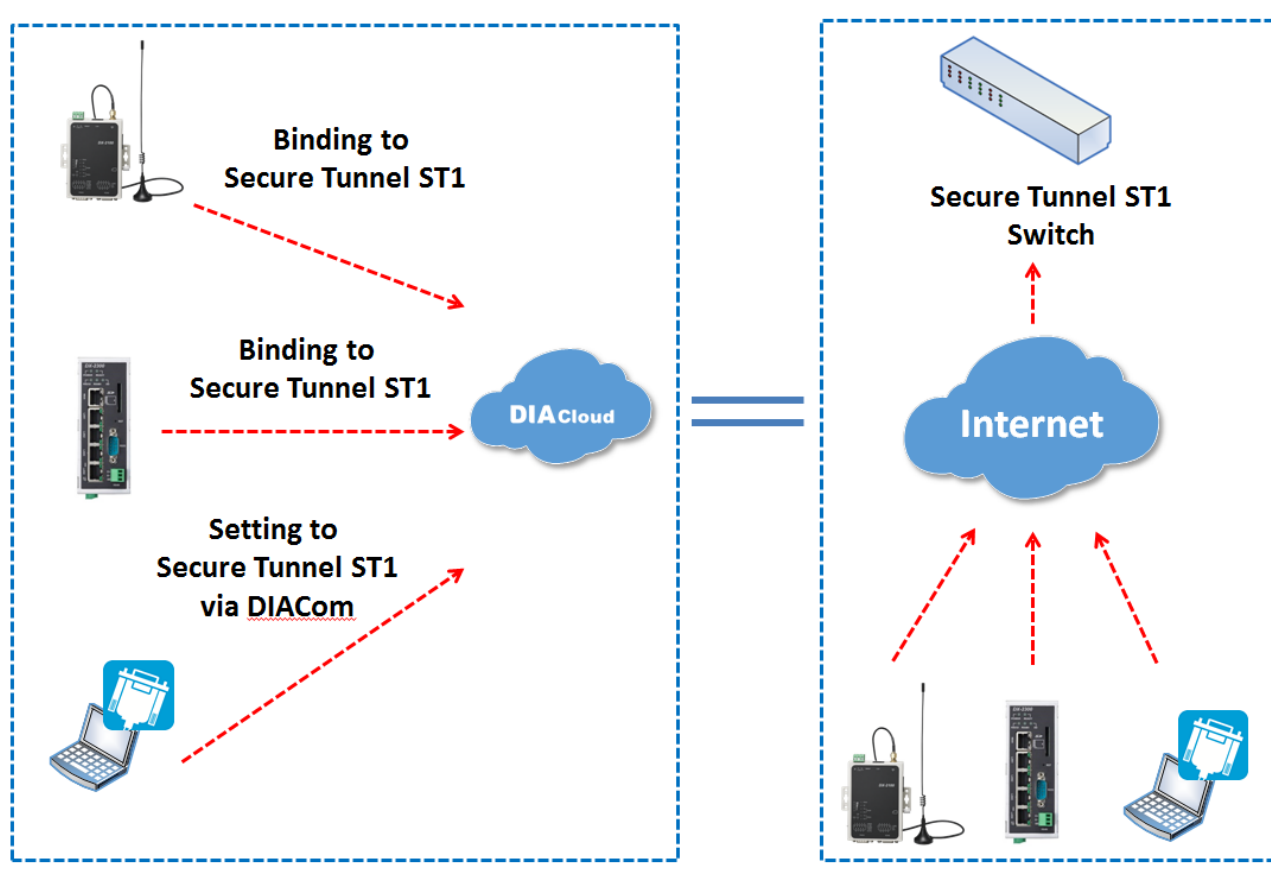 Binding to
Secure Tunnel ST1
Binding to
Secure Tunnel ST1
DIACloud
Setting to
Secure Tunnel ST1
via DIACom
Secure Tunnel ST1
Switch
Internet